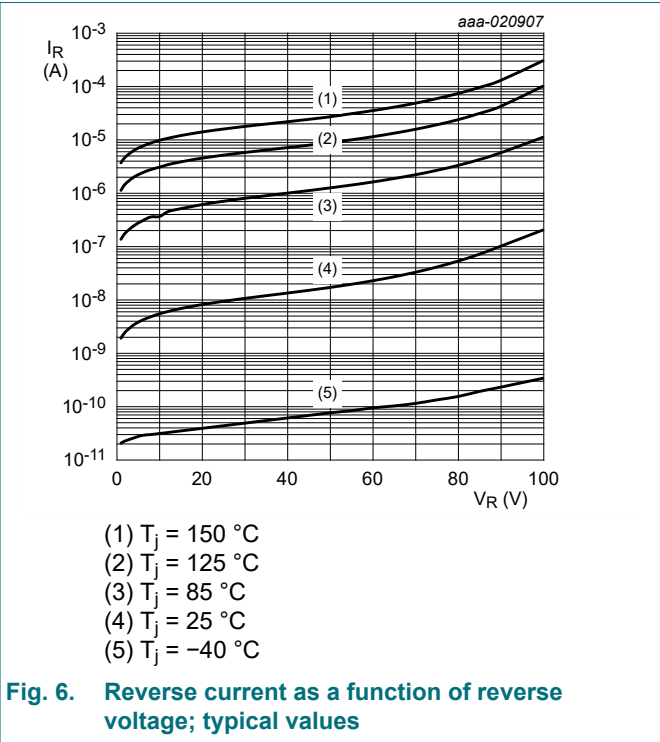 aaa-020907
I_R
(A)
10^-3
10^-4
10^-5
10^-6
10^-7
10^-8
10^-9
10^-10
10^-11
(1)
(2)
(3)
(4)
(5)
0 20 40 60 80 100
V_R (V)
(1) T_j = 150 °C
(2) T_j = 125 °C
(3) T_j = 85 °C
(4) T_j = 25 °C
(5) T_j = −40 °C
Fig. 6. Reverse current as a function of reverse
voltage; typical values